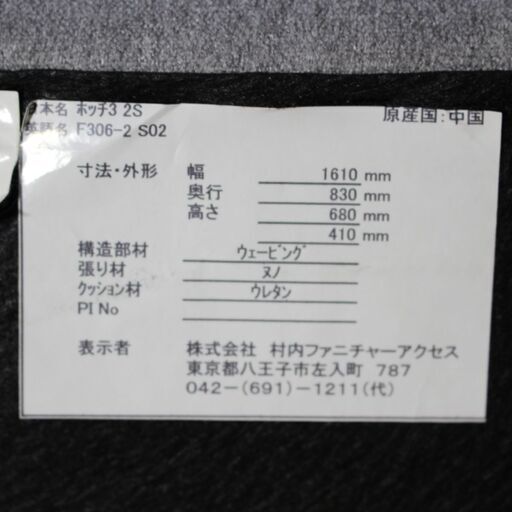 日本名 ホッチ3 2S
英語名 F306-2 S02
原産国:中国
寸法・外形 幅 1610 mm
奥行 830 mm
高さ 680 mm
410 mm
構造部材 ウェービング
張り材 ヌノ
クッション材 ウレタン
PI No
表示者 株式会社 村内ファニチャーアクセス
東京都八王子市左入町 787
042-(691)-1211(代)